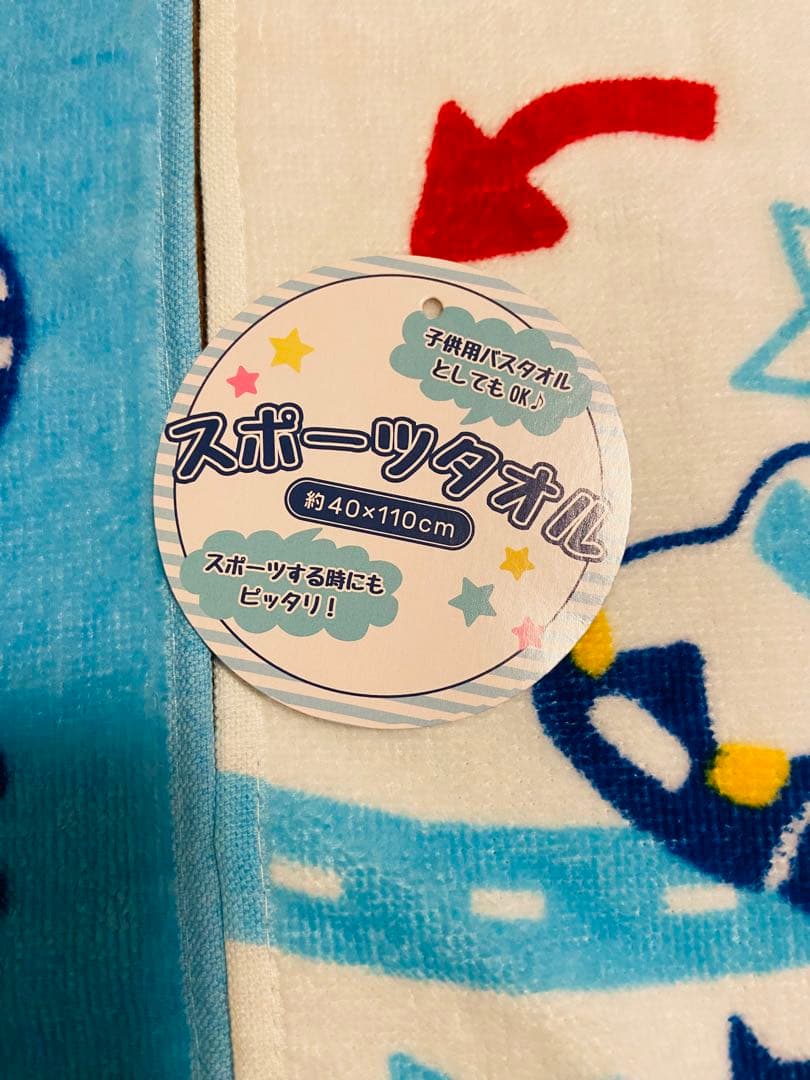 子供用バスタオル
としてもOK♪
スポーツタオル
約40×110cm
スポーツする時にも
ピッタリ！